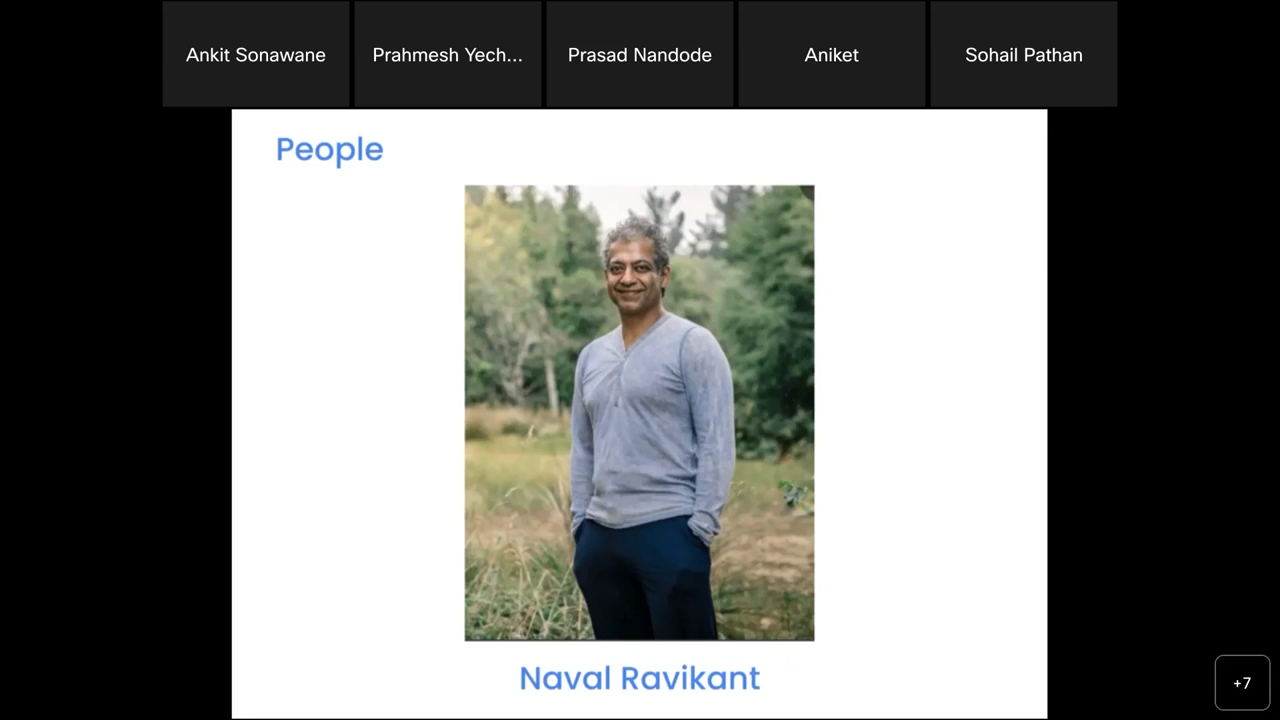 Ankit Sonawane
Prahmesh Yech...
Prasad Nandode
Aniket
Sohail Pathan
People
Naval Ravikant
+7